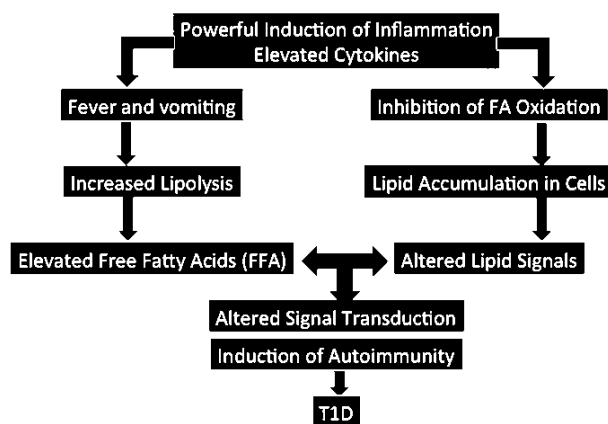 Powerful Induction of Inflammation
Elevated Cytokines
Fever and vomiting
Inhibition of FA Oxidation
Increased Lipolysis
Lipid Accumulation in Cells
Elevated Free Fatty Acids (FFA)
Altered Lipid Signals
Altered Signal Transduction
Induction of Autoimmunity
T1D